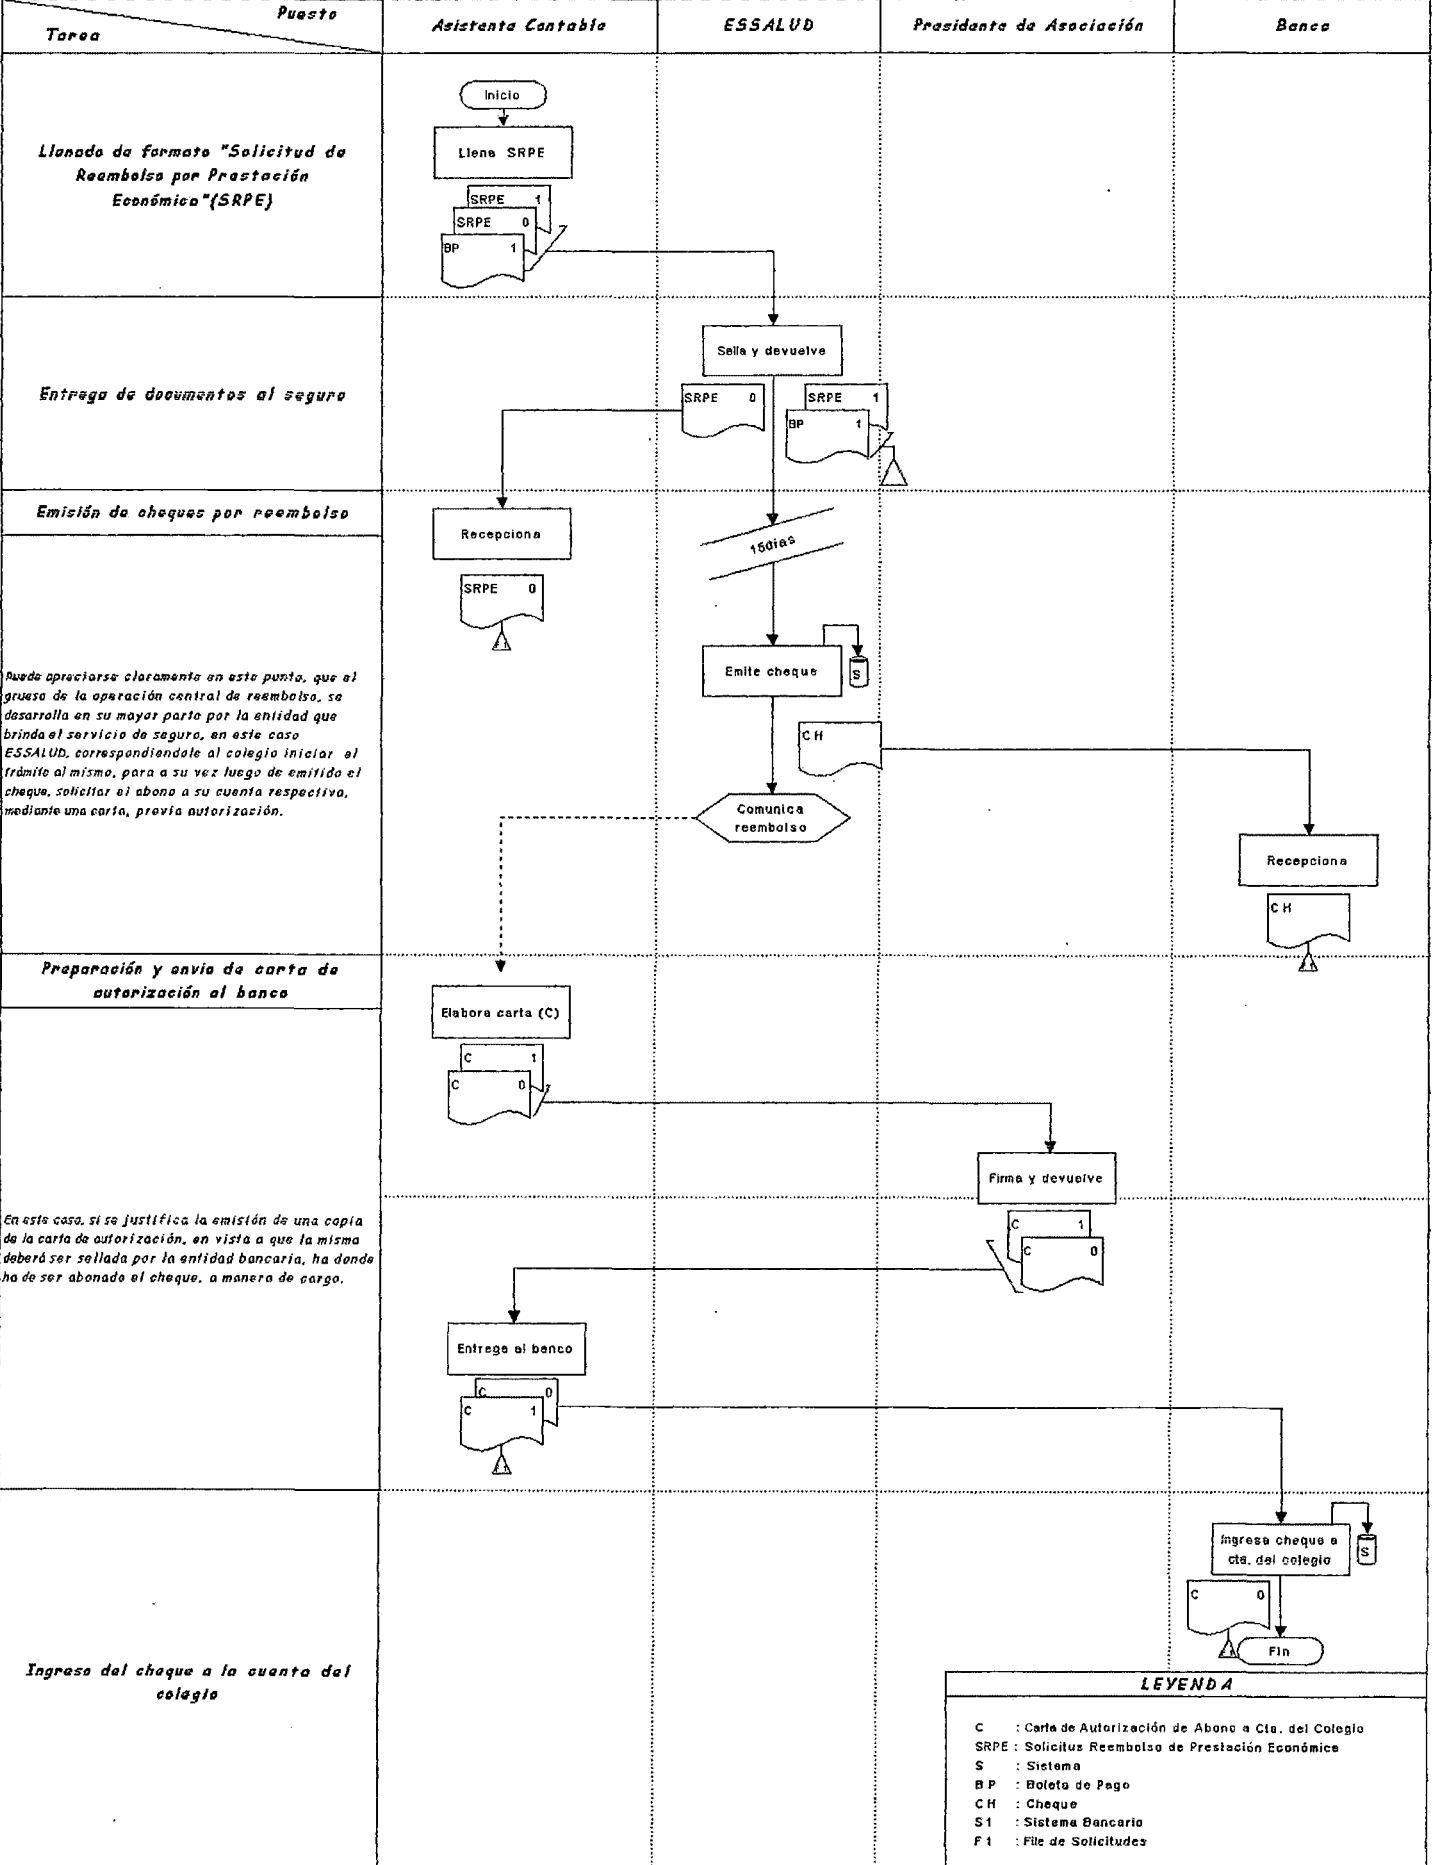 Puesto
Tarea
Asistente Contable
ESSALUD
Presidente de Asociación
Banco
Inicio
Llenado de formato "Solicitud de
Reembolso por Prestación
Económica"(SRPE)
Llena SRPE
SRPE 1
SRPE 0
BP 1
Entrega de documentos al seguro
Sella y devuelve
SRPE 0
SRPE 1
BP 1
Emisión de cheques por reembolso
Recepciona
15días
SRPE 0
Emite cheque
S
Puede apreciarse claramente en este punto, que el
grueso de la operación central de reembolso, se
desarrolla en su mayor parte por la entidad que
brinda el servicio de seguro, en este caso
ESSALUD, correspondiendole al colegio iniciar el
trámite al mismo, para a su vez luego de emitido el
cheque, solicitar el abono a su cuenta respectiva,
mediante una carta, previa autorización.
CH
Comunica
reembolso
Recepciona
CH
Preparación y envio de carta de
autorización al banco
Elabora carta (C)
C 1
C 0
Firma y devuelve
C 1
C 0
En este caso, si se justifica la emisión de una copia
de la carta de autorización, en vista a que la misma
deberá ser sellada por la entidad bancaria, ha donde
ha de ser abonado el cheque, a manera de cargo.
Entrega al banco
C 0
C 1
Ingresa cheque a
cta. del colegio
S
C 0
Fin
Ingreso del cheque a la cuenta del
colegio
LEYENDA
C : Carta de Autorización de Abono a Cta. del Colegio
SRPE : Solicitus Reembolso de Prestación Económica
S : Sistema
BP : Boleta de Pago
CH : Cheque
S1 : Sistema Bancario
F1 : File de Solicitudes